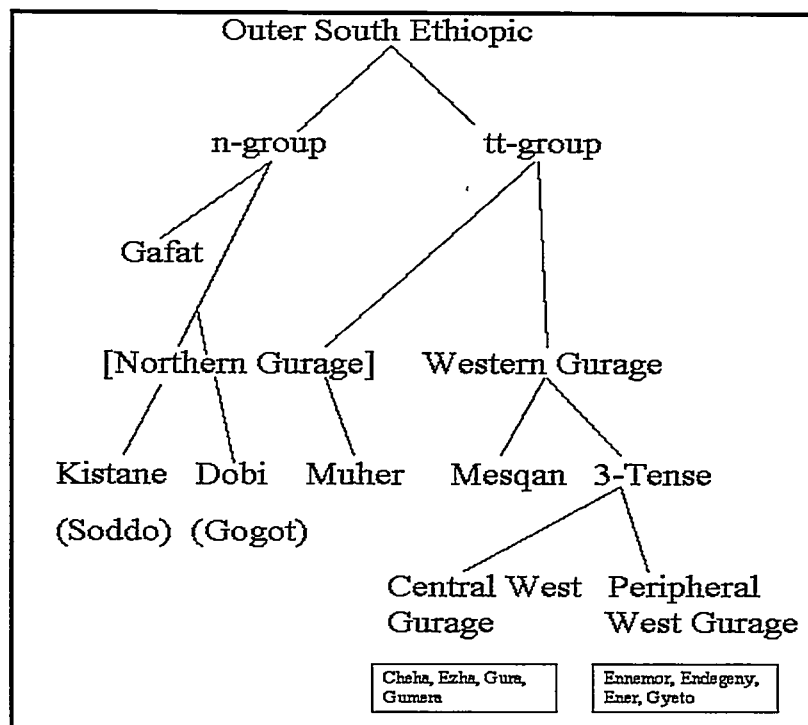 Outer South Ethiopic
n-group tt-group
Gafat
[Northern Gurage] Western Gurage
Kistane Dobi Muher Mesqan 3-Tense
(Soddo) (Gogot)
Central West
Gurage
Peripheral
West Gurage
Cheha, Ezha, Gura,
Gumera
Ennemor, Endegeny,
Ener, Gyeto